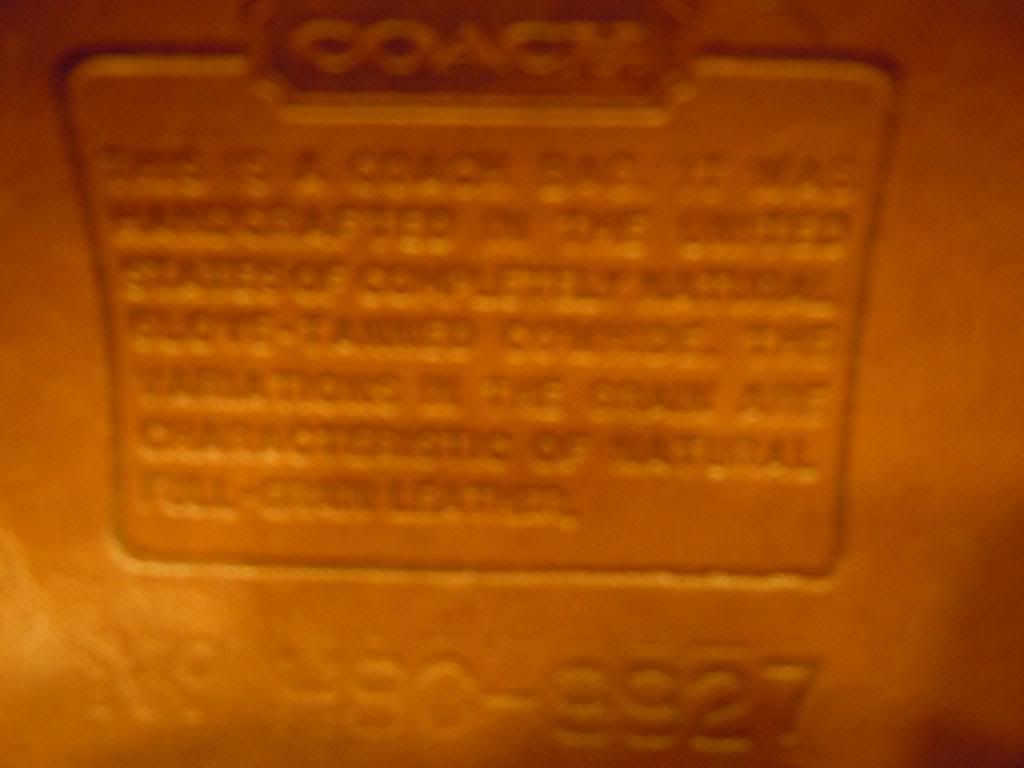 COACH
THIS IS A COACH BAG. IT WAS
HANDCRAFTED IN THE UNITED
STATES OF COMPLETELY NATURAL
GLOVE-TANNED COWHIDE. THE
VARIATIONS IN THE GRAIN ARE
CHARACTERISTIC OF NATURAL
FULL-GRAIN LEATHER.
No